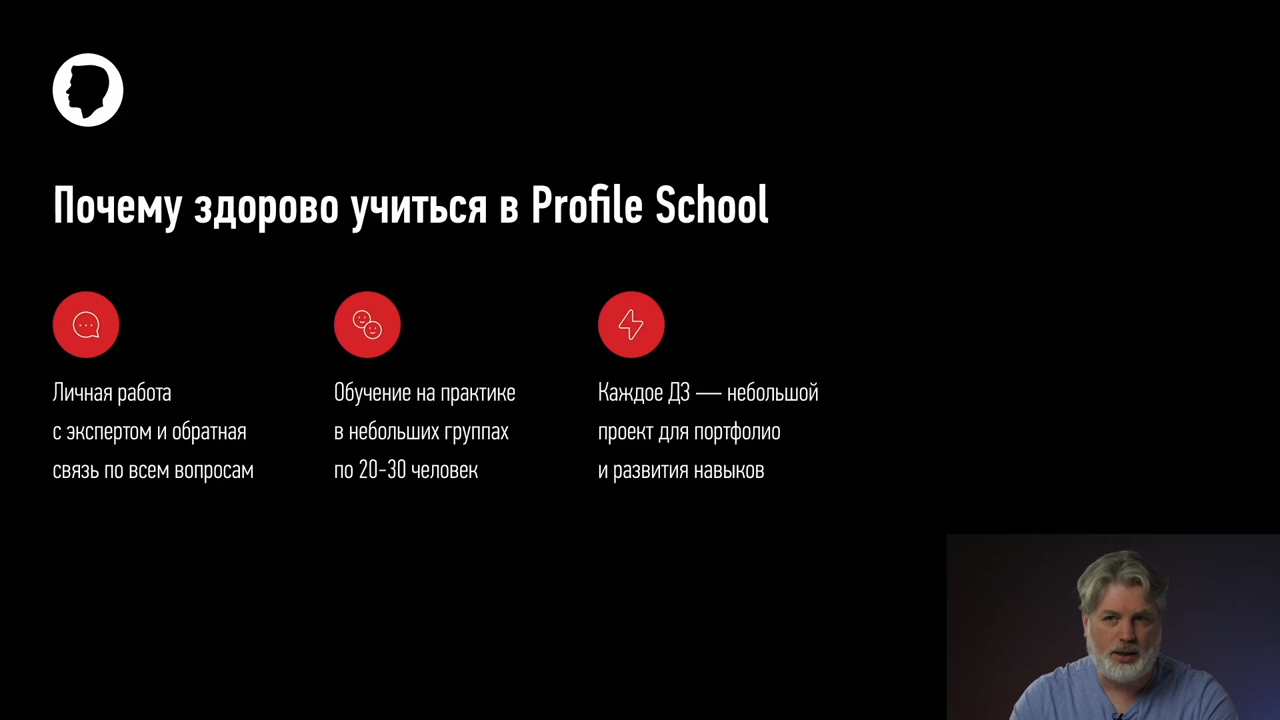 Почему здорово учиться в Profile School
Личная работа
с экспертом и обратная
связь по всем вопросам
Обучение на практике
в небольших группах
по 20-30 человек
Каждое ДЗ — небольшой
проект для портфолио
и развития навыков